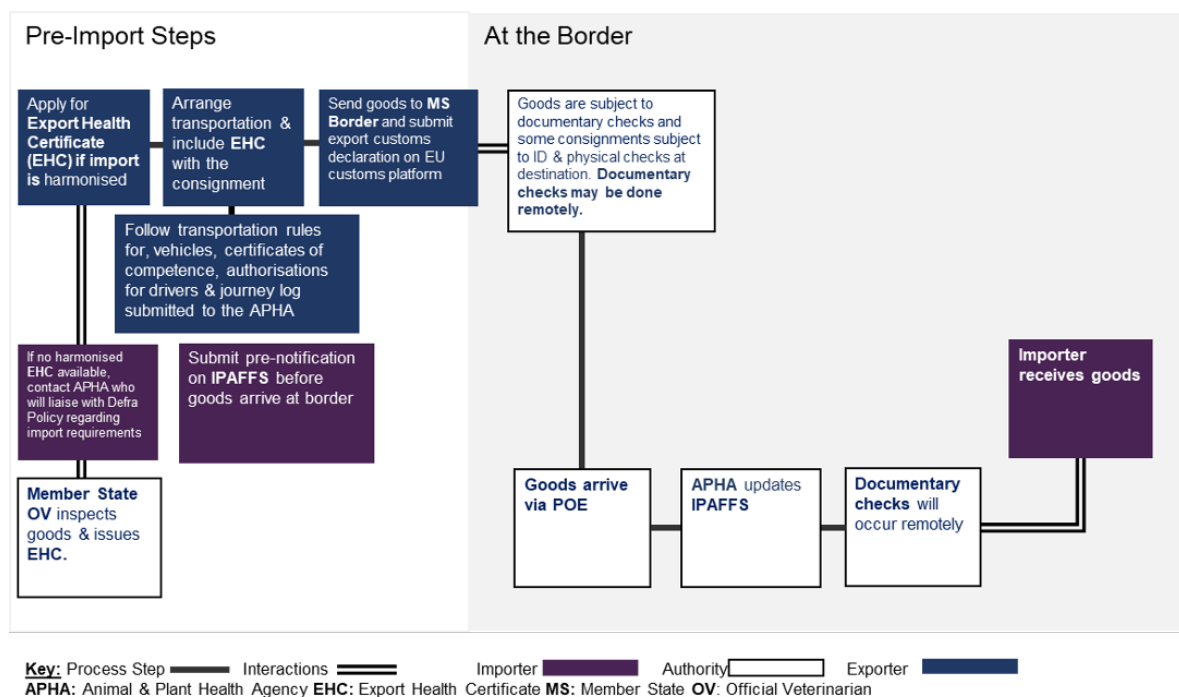 Pre-Import Steps
At the Border
Apply for
Export Health
Certificate
(EHC) if import
is harmonised
Arrange
transportation &
include EHC
with the
consignment
Send goods to MS
Border and submit
export customs
declaration on EU
customs platform
Goods are subject to
documentary checks and
some consignments subject
to ID & physical checks at
destination. Documentary
checks may be done
remotely.
Follow transportation rules
for, vehicles, certificates of
competence, authorisations
for drivers & journey log
submitted to the APHA
If no harmonised
EHC available,
contact APHA who
will liaise with Defra
Policy regarding
import requirements
Submit pre-notification
on IPAFFS before
goods arrive at border
Importer
receives goods
Member State
OV inspects
goods & issues
EHC.
Goods arrive
via POE
APHA updates
IPAFFS
Documentary
checks will
occur remotely
Key: Process Step Interactions Importer Authority Exporter
APHA: Animal & Plant Health Agency EHC: Export Health Certificate MS: Member State OV: Official Veterinarian